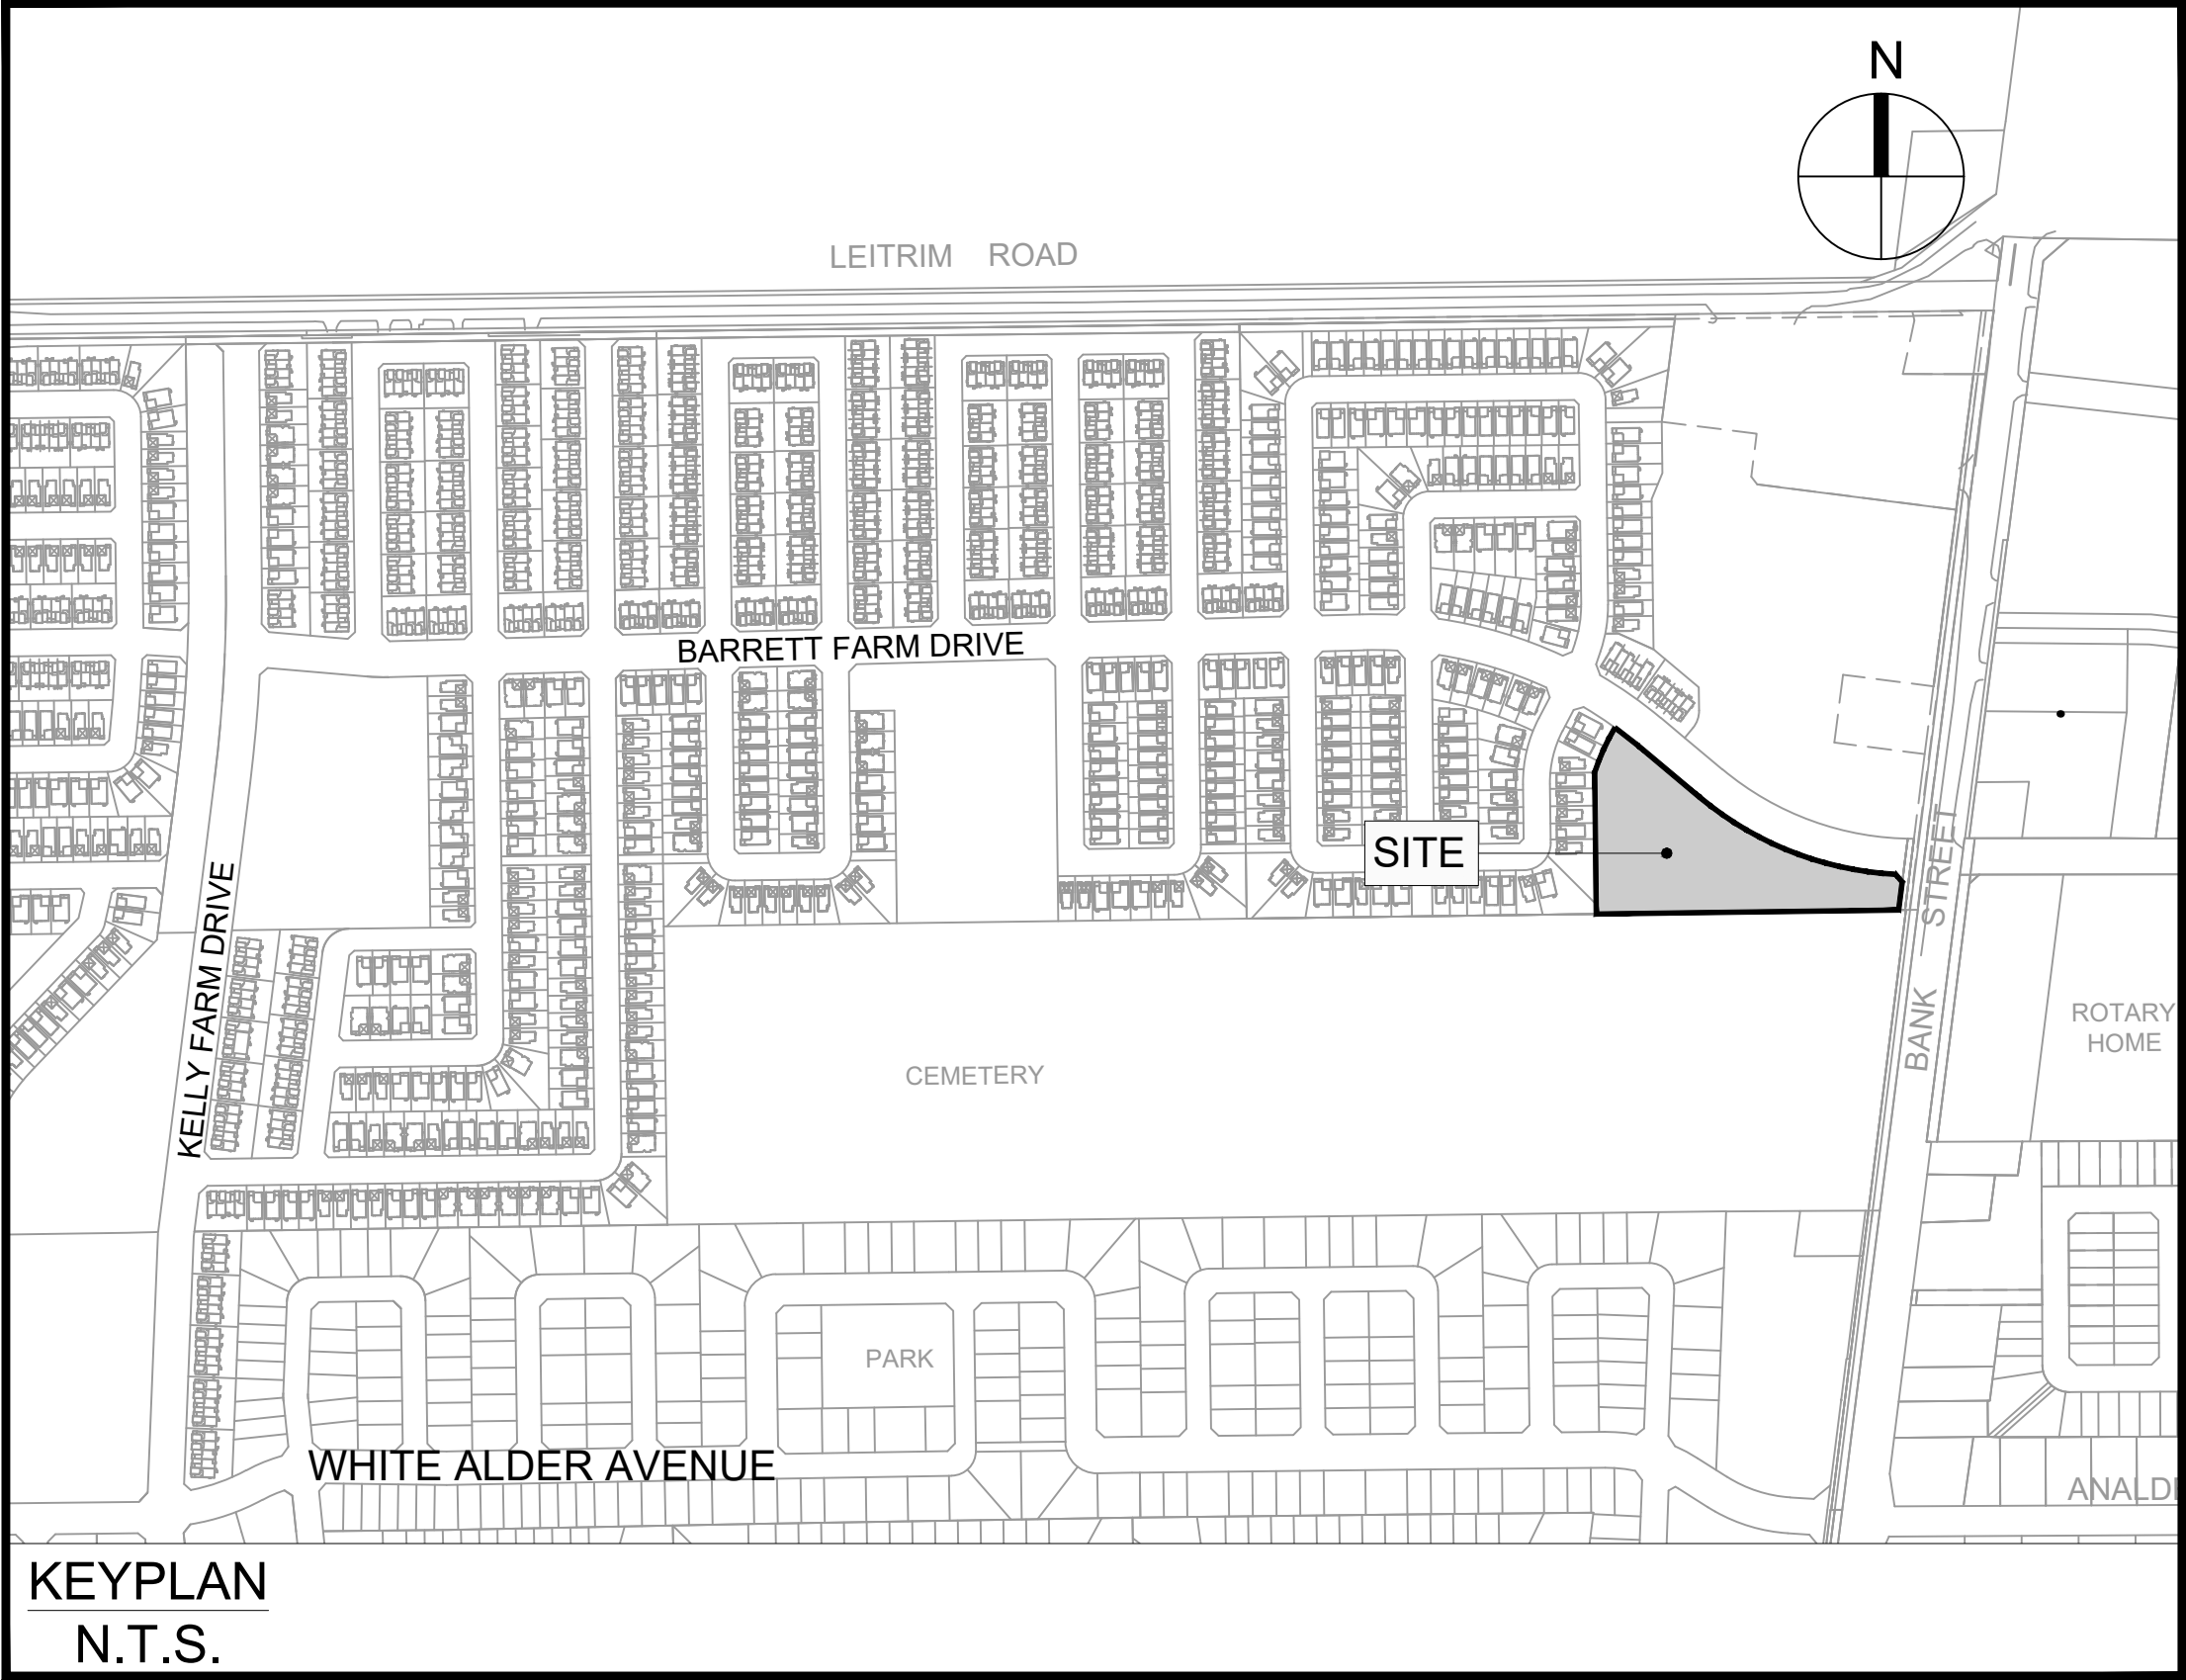 N
LEITRIM ROAD
BARRETT FARM DRIVE
SITE
KELLY FARM DRIVE
BANK STREET
ROTARY
HOME
CEMETERY
PARK
WHITE ALDER AVENUE
ANALD
KEYPLAN
N.T.S.